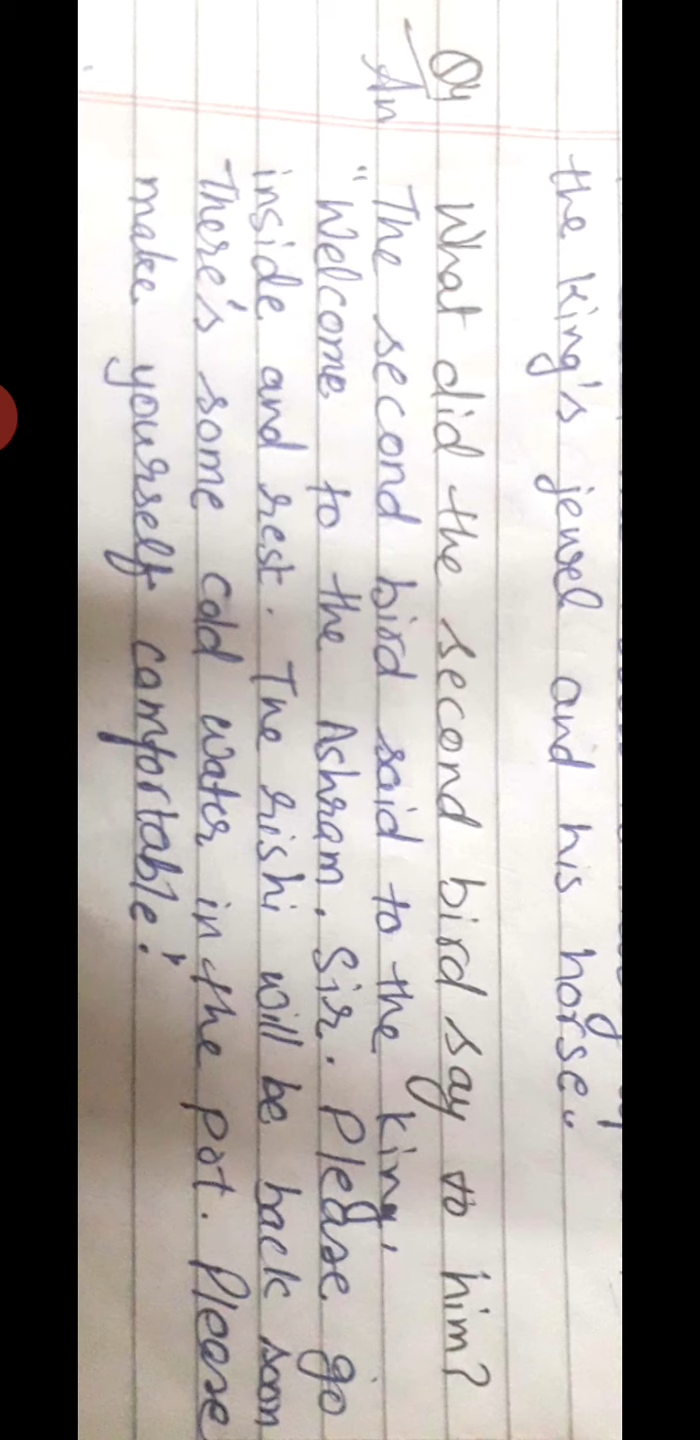 the king's jewel and his horse."
Q4 What did the second bird say to him?
An The second bird said to the king,
"Welcome to the Ashram, Sir. Please go
inside and rest. The rishi will be back soon
There's some cold water in the pot. Please
make yourself comfortable."